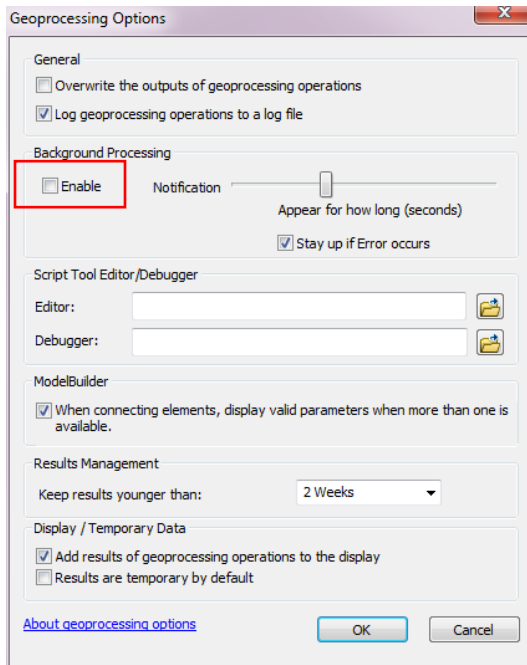 Geoprocessing Options
General
Overwrite the outputs of geoprocessing operations
Log geoprocessing operations to a log file
Background Processing
Enable
Notification
Appear for how long (seconds)
Stay up if Error occurs
Script Tool Editor/Debugger
Editor:
Debugger:
ModelBuilder
When connecting elements, display valid parameters when more than one is
available.
Results Management
Keep results younger than:
2 Weeks
Display / Temporary Data
Add results of geoprocessing operations to the display
Results are temporary by default
About geoprocessing options
OK
Cancel